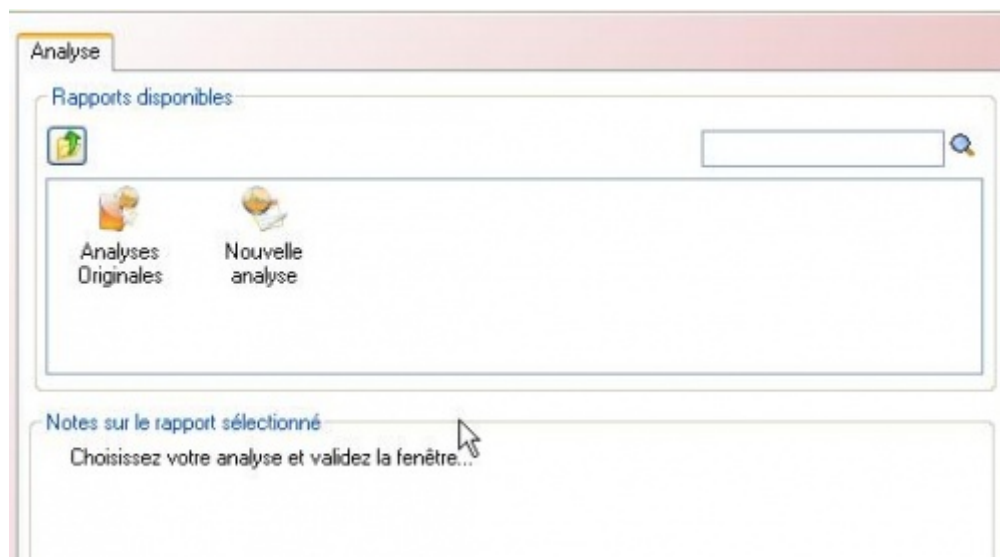 Analyse
Rapports disponibles
Analyses
Originales
Nouvelle
analyse
Notes sur le rapport sélectionné
Choisissez votre analyse et validez la fenêtre...